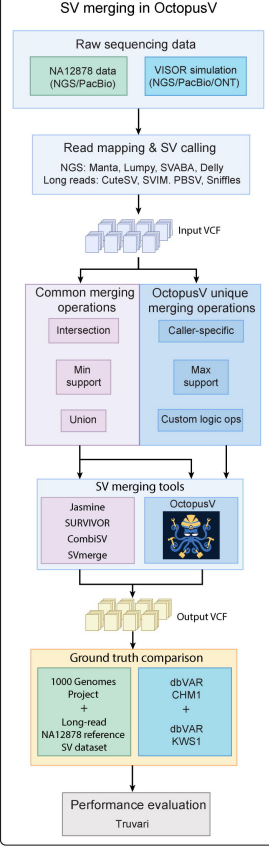 SV merging in OctopusV
Raw sequencing data
NA12878 data
(NGS/PacBio)
VISOR simulation
(NGS/PacBio/ONT)
Read mapping & SV calling
NGS: Manta, Lumpy, SVABA, Delly
Long reads: CuteSV, SVIM. PBSV, Sniffles
Input VCF
Common merging
operations
Intersection
Min
support
Union
OctopusV unique
merging operations
Caller-specific
Max
support
Custom logic ops
SV merging tools
Jasmine
SURVIVOR
CombiSV
SVmerge
OctopusV
Output VCF
Ground truth comparison
1000 Genomes
Project
+
Long-read
NA12878 reference
SV dataset
dbVAR
CHM1
+
dbVAR
KWS1
Performance evaluation
Truvari